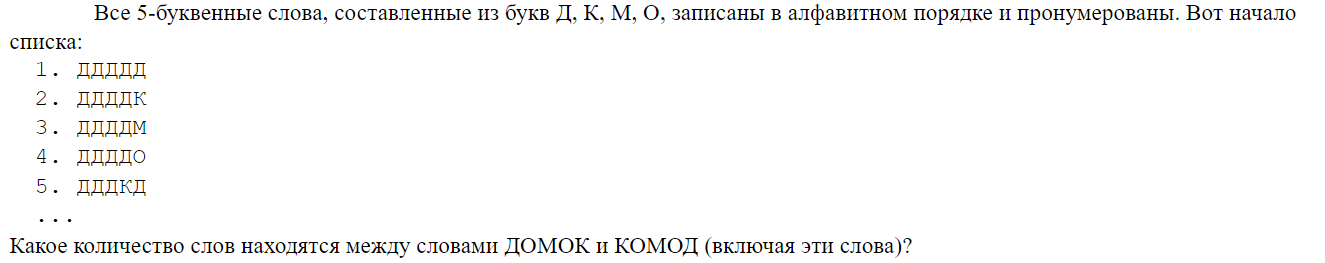 Все 5-буквенные слова, составленные из букв Д, К, М, О, записаны в алфавитном порядке и пронумерованы. Вот начало
списка:
1. ДДДДД
2. ДДДДК
3. ДДДДМ
4. ДДДДО
5. ДДДКД
...
Какое количество слов находятся между словами ДОМОК и КОМОД (включая эти слова)?